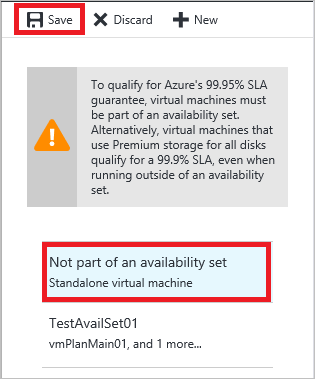 Save Discard New
To qualify for Azure's 99.95% SLA
guarantee, virtual machines must
be part of an availability set.
Alternatively, virtual machines that
use Premium storage for all disks
qualify for a 99.9% SLA, even when
running outside of an availability
set.
Not part of an availability set
Standalone virtual machine
TestAvailSet01
vmPlanMain01, and 1 more...